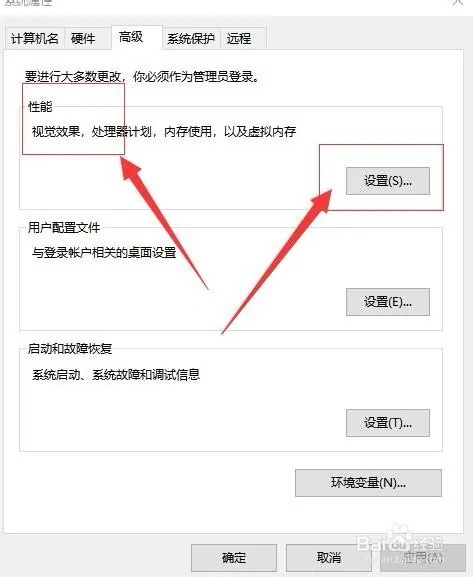 系统属性
计算机名 硬件 高级 系统保护 远程
要进行大多数更改，你必须作为管理员登录。
性能
视觉效果，处理器计划，内存使用，以及虚拟内存
设置(S)...
用户配置文件
与登录帐户相关的桌面设置
设置(E)...
启动和故障恢复
系统启动、系统故障和调试信息
设置(T)...
环境变量(N)...
Baidu经验
确定 取消 应用(A)